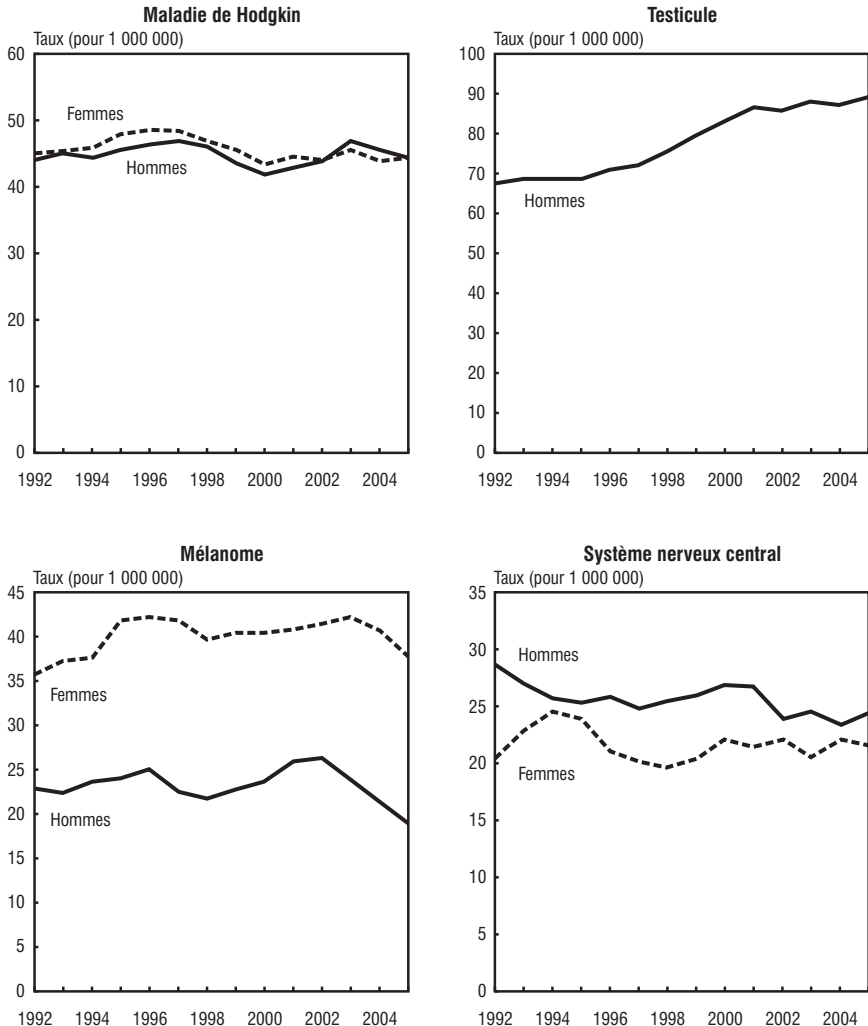 Maladie de Hodgkin
Taux (pour 1 000 000)
60
50
40
30
20
10
0
Femmes
Hommes
1992 1994 1996 1998 2000 2002 2004
Testicule
Taux (pour 1 000 000)
100
90
80
70
60
50
40
30
20
10
0
Hommes
1992 1994 1996 1998 2000 2002 2004
Mélanome
Taux (pour 1 000 000)
45
40
35
30
25
20
15
10
5
0
Femmes
Hommes
1992 1994 1996 1998 2000 2002 2004
Système nerveux central
Taux (pour 1 000 000)
35
30
25
20
15
10
5
0
Hommes
Femmes
1992 1994 1996 1998 2000 2002 2004